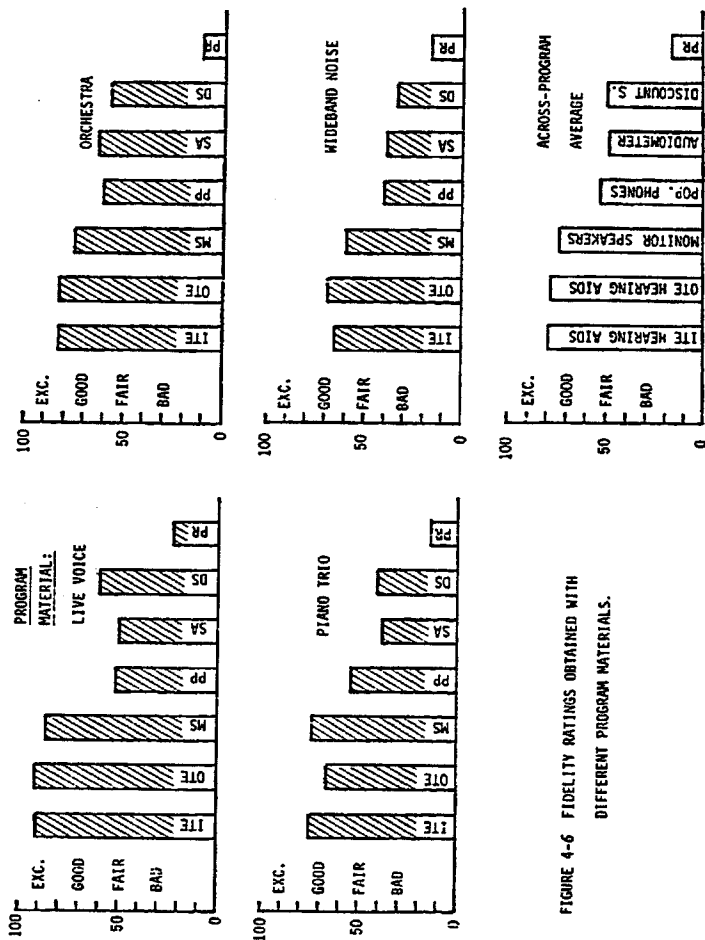 PROGRAM
MATERIAL:
LIVE VOICE
100
50
0
EXC.
GOOD
FAIR
BAD
ITE
OTE
MS
PP
SA
DS
PR
ORCHESTRA
100
50
0
EXC.
GOOD
FAIR
BAD
ITE
OTE
MS
PP
SA
DS
PR
PIANO TRIO
100
50
0
EXC.
GOOD
FAIR
BAD
ITE
OTE
MS
PP
SA
DS
PR
WIDEBAND NOISE
100
50
0
EXC.
GOOD
FAIR
BAD
ITE
OTE
MS
PP
SA
DS
PR
ACROSS-PROGRAM
AVERAGE
100
50
0
EXC.
GOOD
FAIR
BAD
ITE HEARING AIDS
OTE HEARING AIDS
MONITOR SPEAKERS
POP. PHONES
AUDIOMETER
DISCOUNT S.
PR
FIGURE 4-6 FIDELITY RATINGS OBTAINED WITH
DIFFERENT PROGRAM MATERIALS.